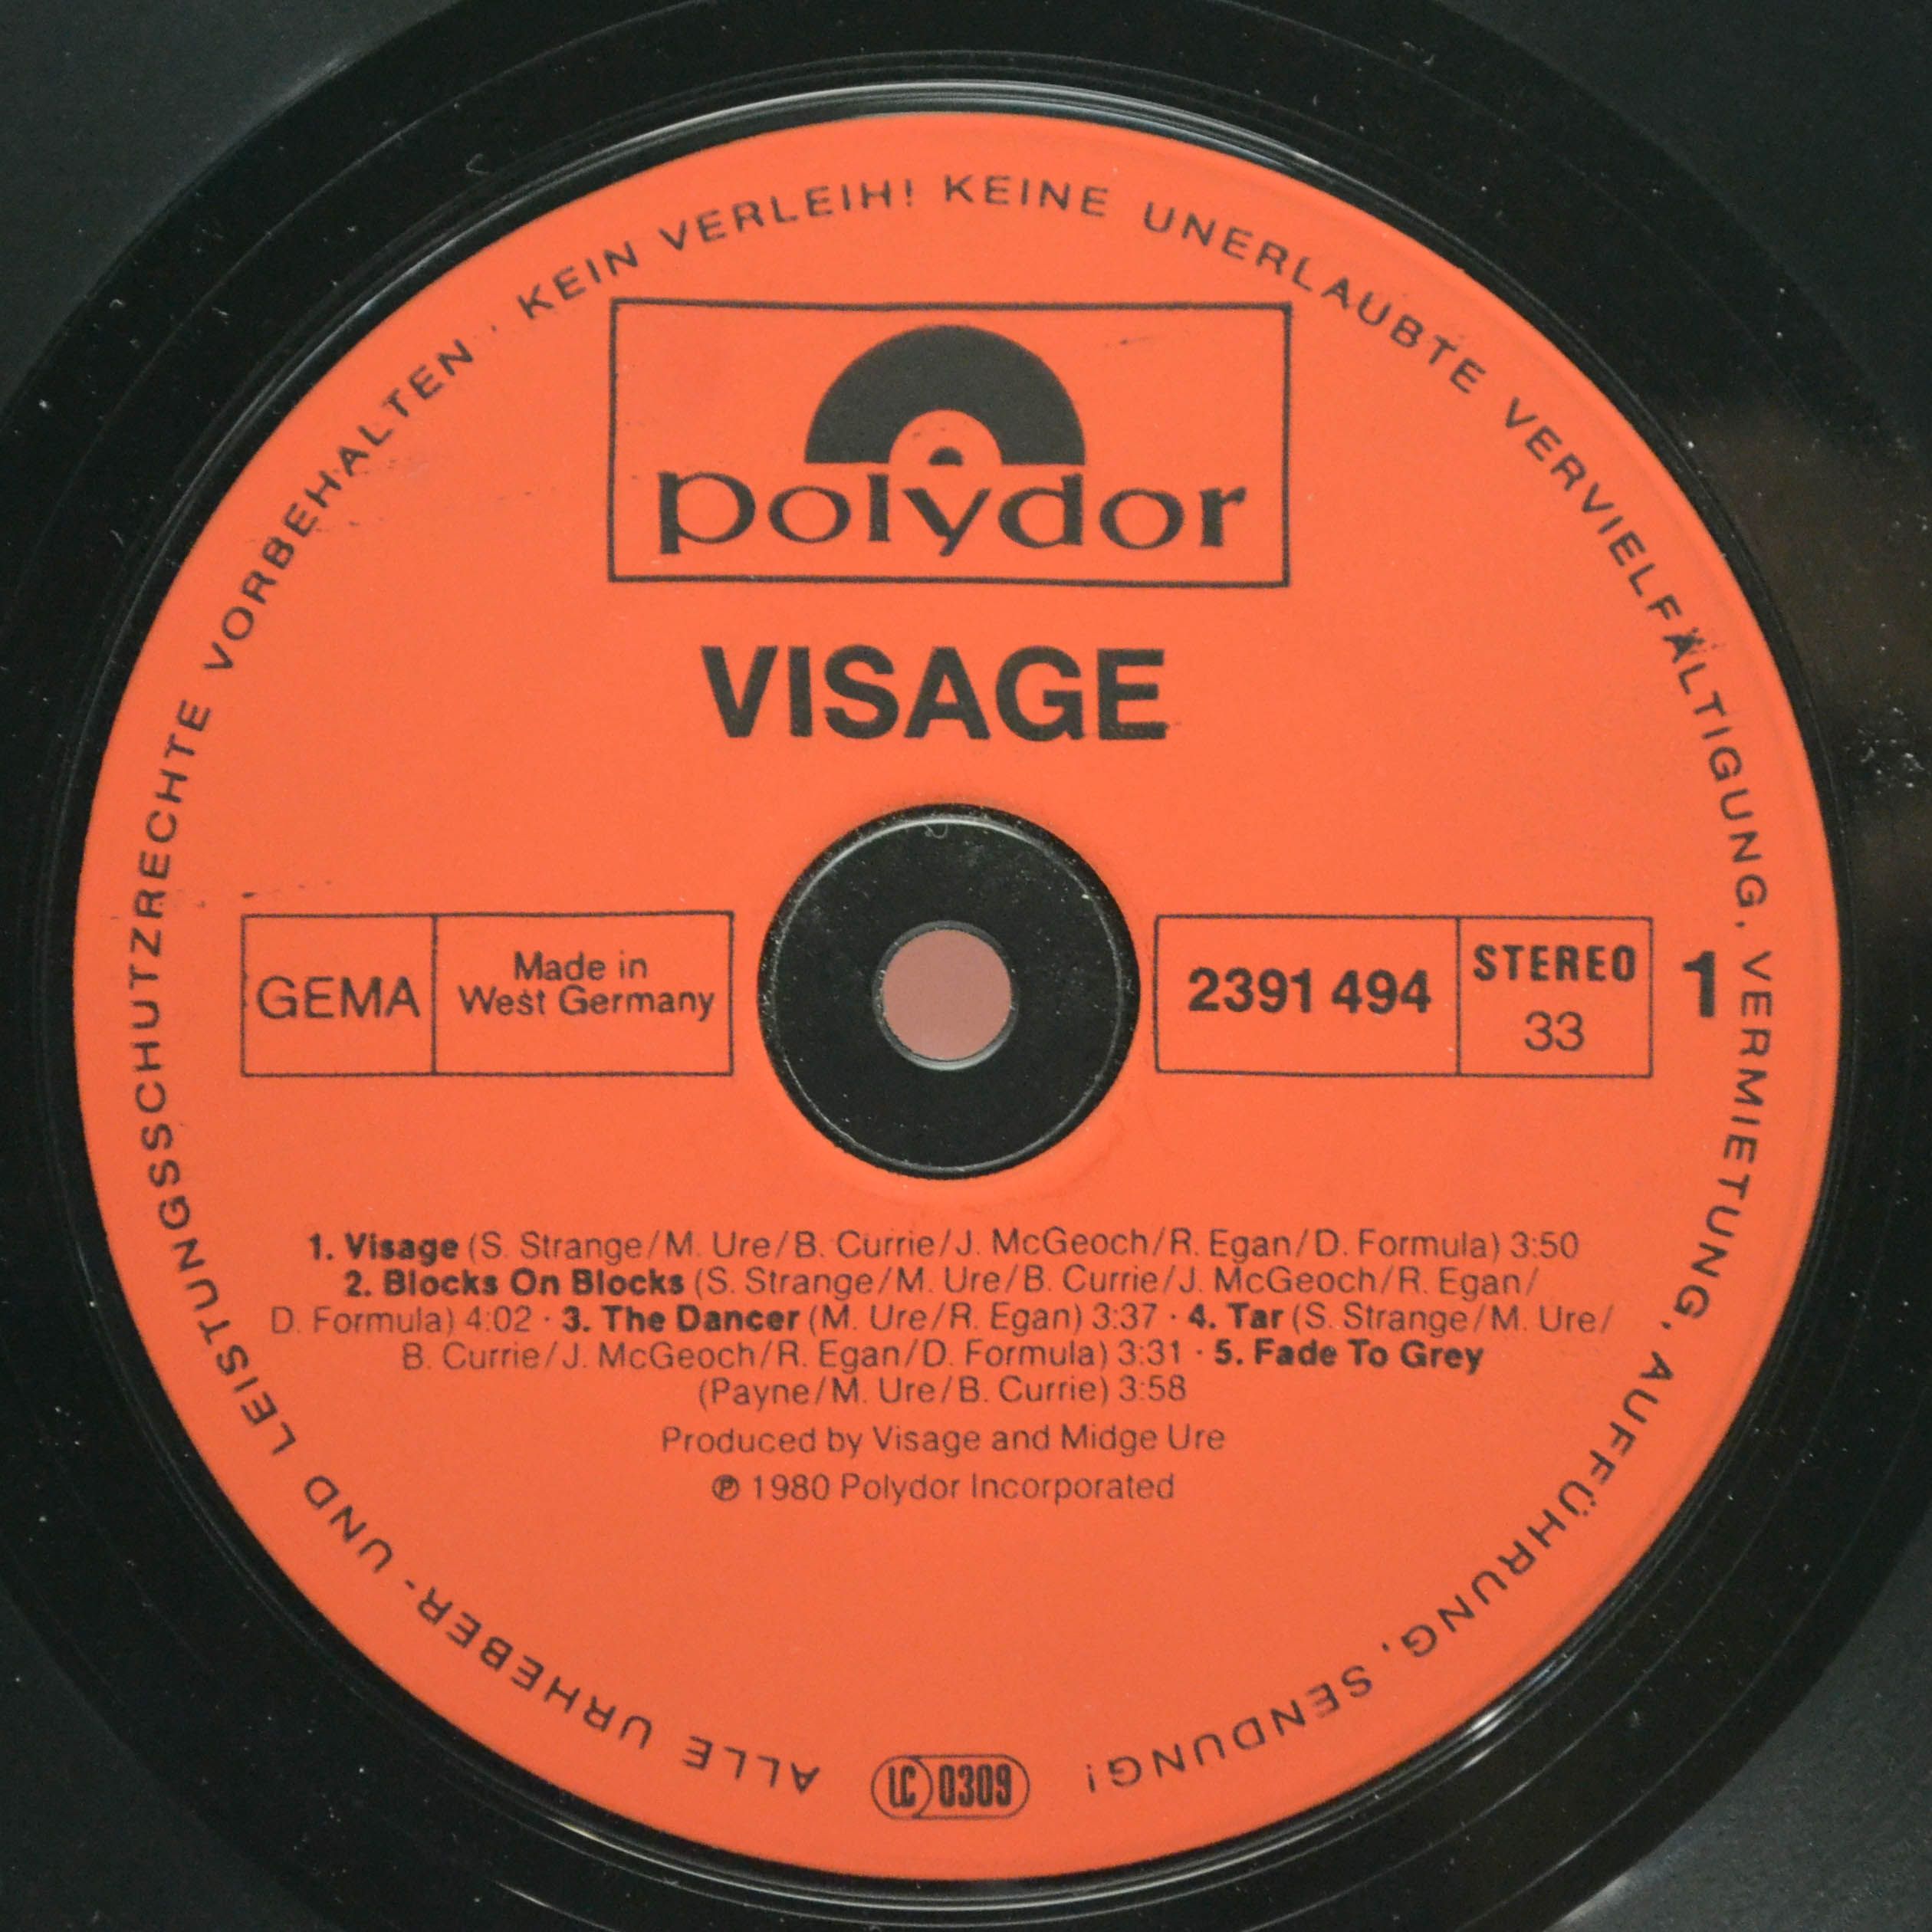 ALLE URHEBER- UND LEISTUNGSSCHUTZRECHTE VORBEHALTEN · KEIN VERLEIH! KEINE UNERLAUBTE VERVIELFÄLTIGUNG, VERMIETUNG, AUFFÜHRUNG, SENDUNG!
polydor
VISAGE
GEMA
Made in
West Germany
2391 494
STEREO
33
1
1. Visage (S. Strange/M. Ure/B. Currie/J. McGeoch/R. Egan/D. Formula) 3:50
2. Blocks On Blocks (S. Strange/M. Ure/B. Currie/J. McGeoch/R. Egan/
D. Formula) 4:02 · 3. The Dancer (M. Ure/R. Egan) 3:37 · 4. Tar (S. Strange/M. Ure/
B. Currie/J. McGeoch/R. Egan/D. Formula) 3:31 · 5. Fade To Grey
(Payne/M. Ure/B. Currie) 3:58
Produced by Visage and Midge Ure
℗ 1980 Polydor Incorporated
LC 0309